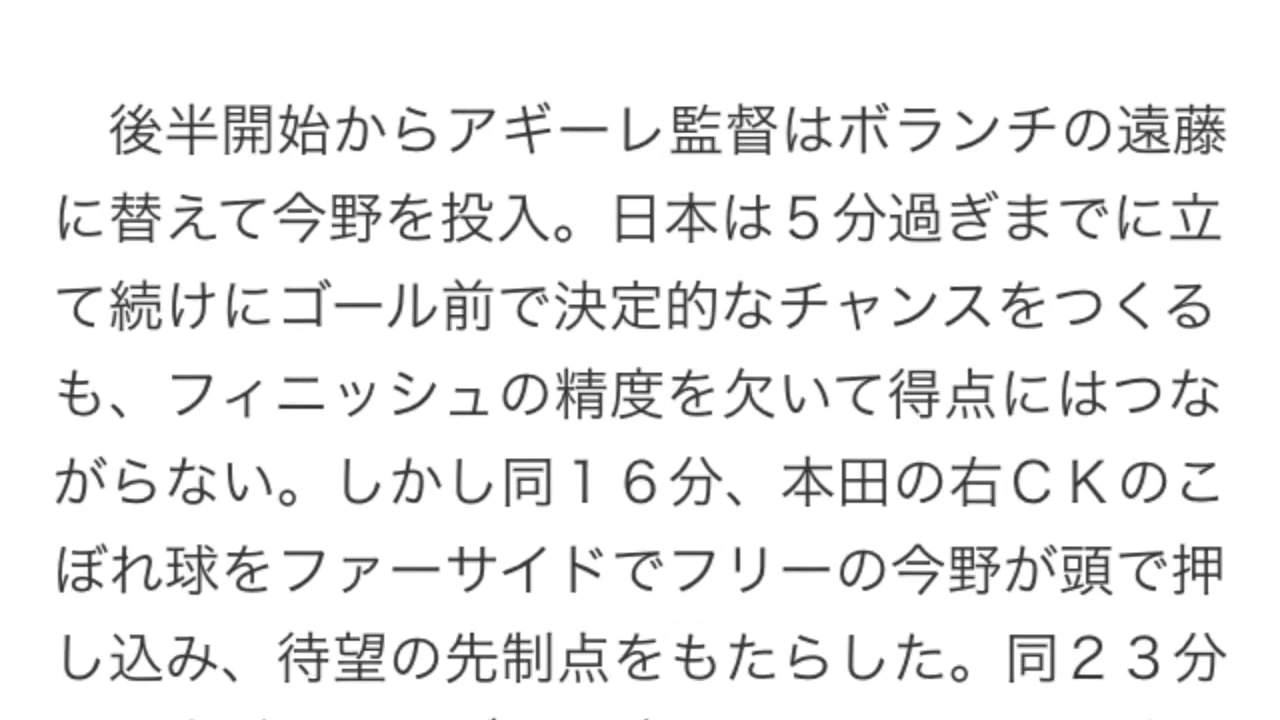 後半開始からアギーレ監督はボランチの遠藤
に替えて今野を投入。日本は５分過ぎまでに立
て続けにゴール前で決定的なチャンスをつくる
も、フィニッシュの精度を欠いて得点にはつな
がらない。しかし同１６分、本田の右ＣＫのこ
ぼれ球をファーサイドでフリーの今野が頭で押
し込み、待望の先制点をもたらした。同２３分